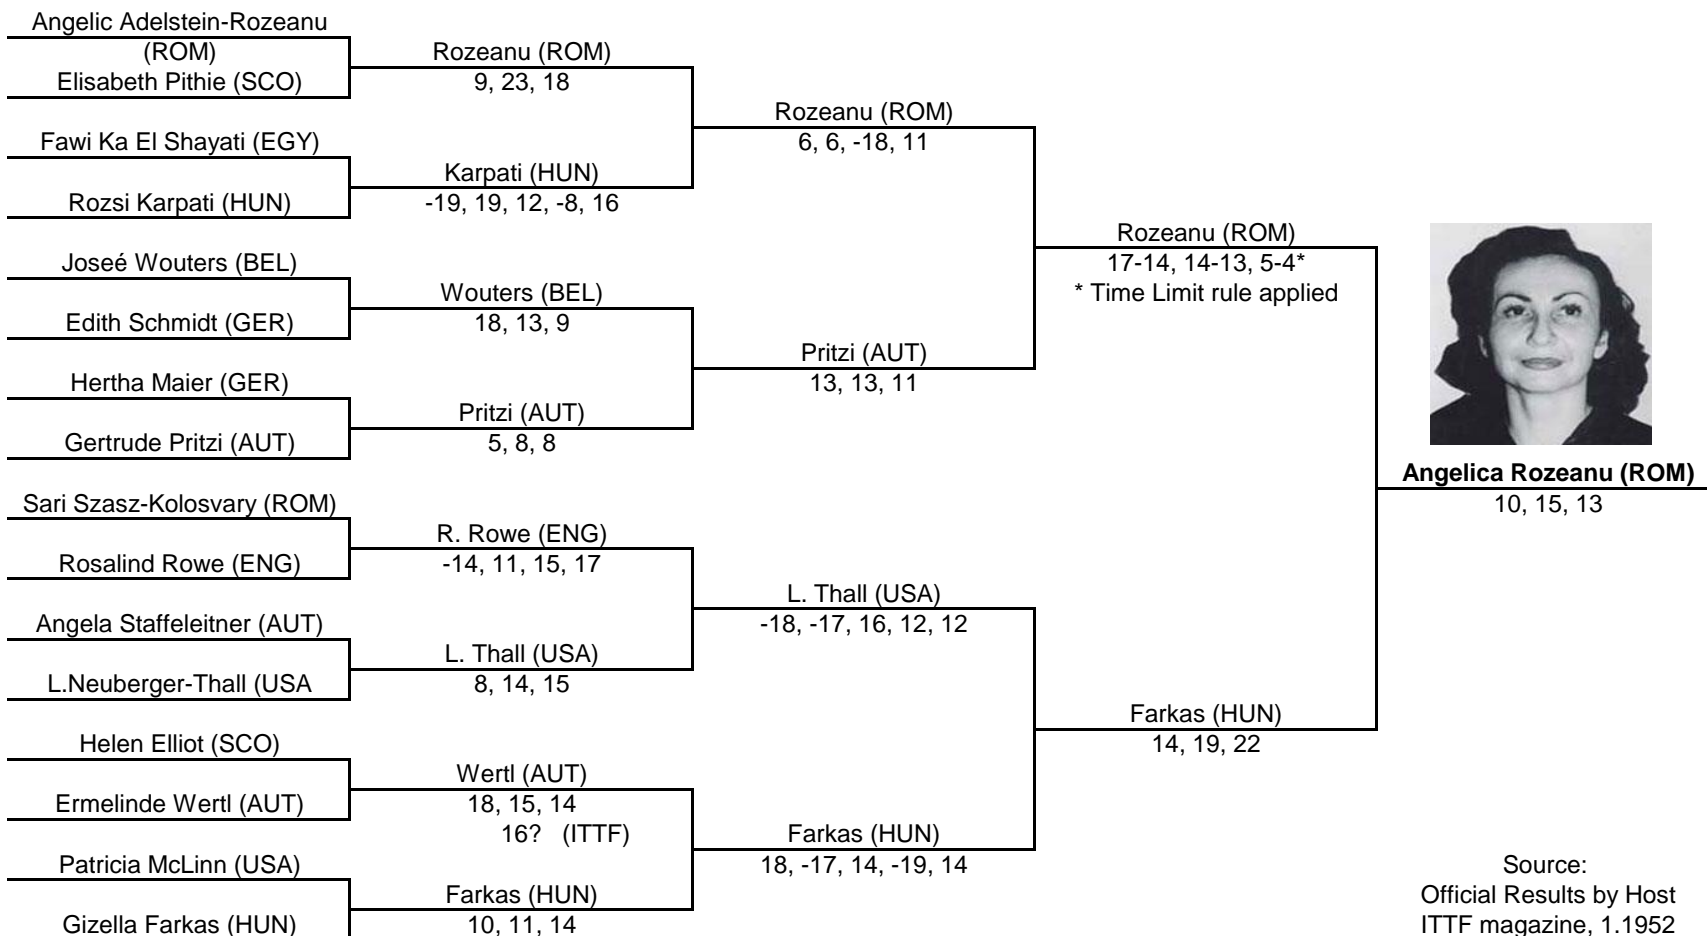 Angelic Adelstein-Rozeanu
(ROM)
Elisabeth Pithie (SCO)
Fawi Ka El Shayati (EGY)
Rozsi Karpati (HUN)
Joseé Wouters (BEL)
Edith Schmidt (GER)
Hertha Maier (GER)
Gertrude Pritzi (AUT)
Sari Szasz-Kolosvary (ROM)
Rosalind Rowe (ENG)
Angela Staffeleitner (AUT)
L.Neuberger-Thall (USA
Helen Elliot (SCO)
Ermelinde Wertl (AUT)
Patricia McLinn (USA)
Gizella Farkas (HUN)
Rozeanu (ROM)
9, 23, 18
Karpati (HUN)
-19, 19, 12, -8, 16
Wouters (BEL)
18, 13, 9
Pritzi (AUT)
5, 8, 8
R. Rowe (ENG)
-14, 11, 15, 17
L. Thall (USA)
8, 14, 15
Wertl (AUT)
18, 15, 14
16? (ITTF)
Farkas (HUN)
10, 11, 14
Rozeanu (ROM)
6, 6, -18, 11
Pritzi (AUT)
13, 13, 11
L. Thall (USA)
-18, -17, 16, 12, 12
Farkas (HUN)
18, -17, 14, -19, 14
Rozeanu (ROM)
17-14, 14-13, 5-4*
* Time Limit rule applied
Farkas (HUN)
14, 19, 22
Angelica Rozeanu (ROM)
10, 15, 13
Source:
Official Results by Host
ITTF magazine, 1.1952